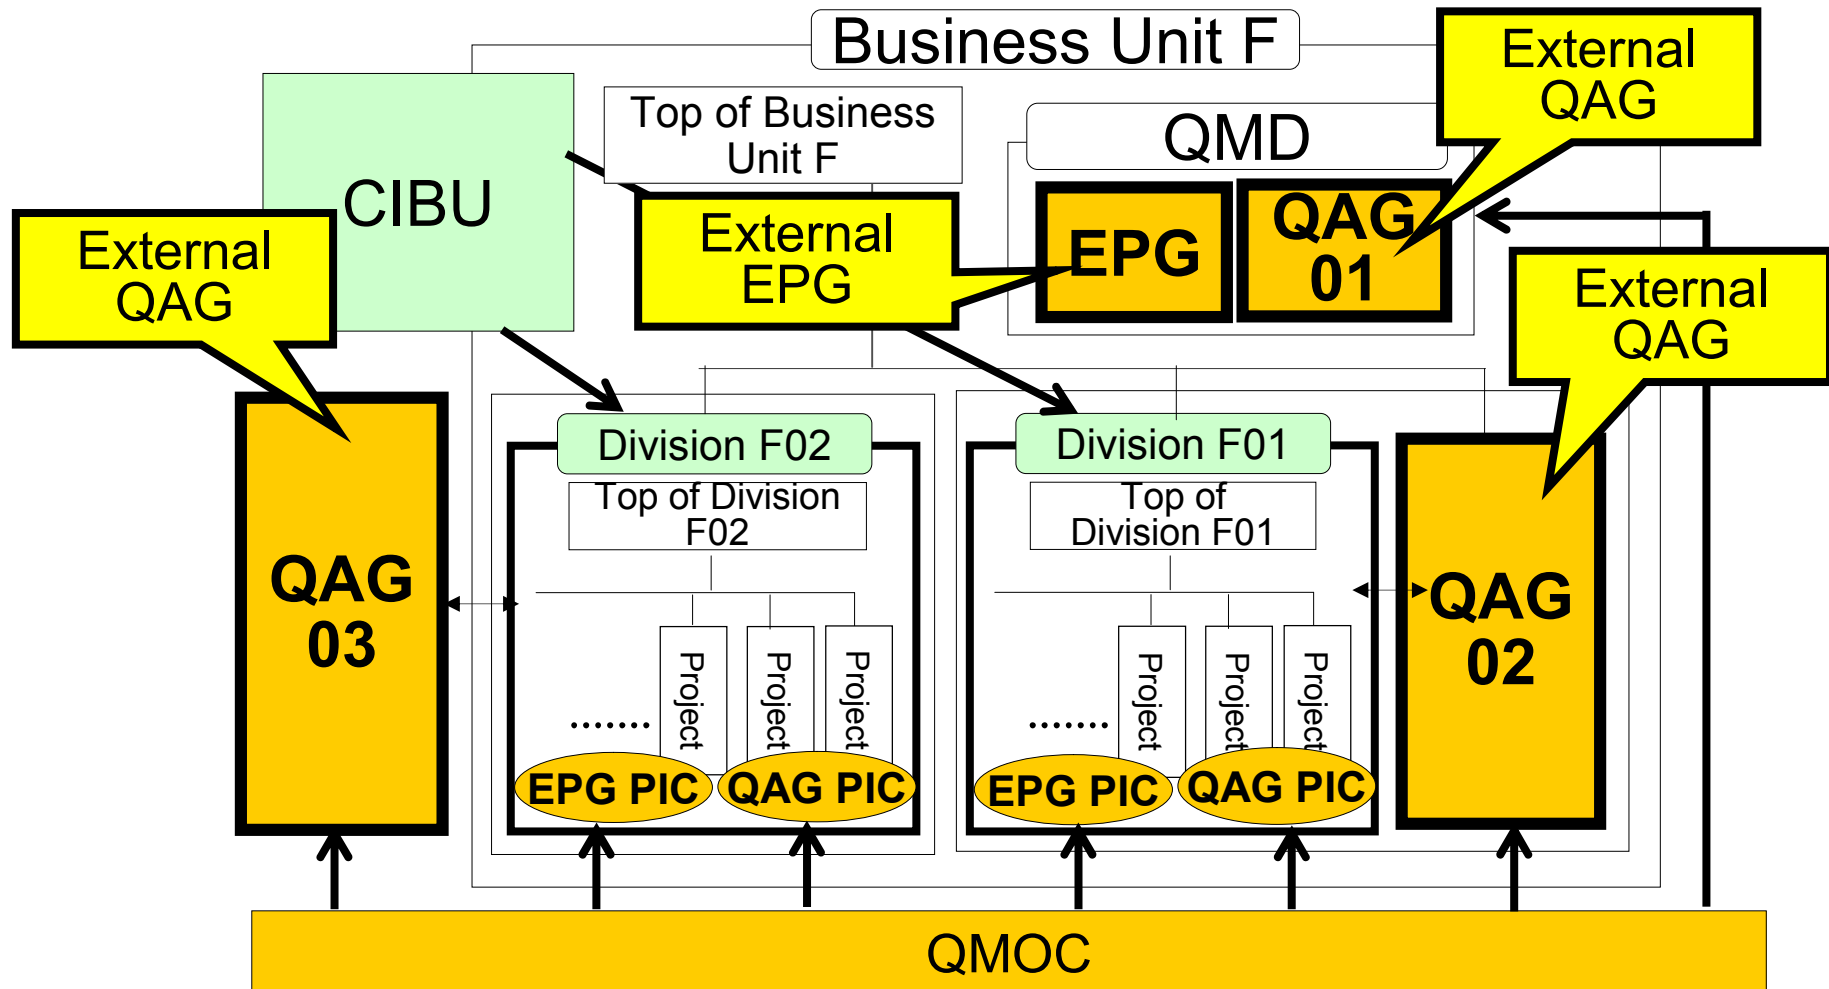 Business Unit F
External
QAG
Top of Business
Unit F
QMD
CIBU
External
QAG
External
EPG
EPG
QAG
01
External
QAG
Division F02
Division F01
Top of Division
F02
Top of
Division F01
QAG
03
QAG
02
Project
Project
Project
.......
Project
Project
Project
.......
EPG PIC
QAG PIC
EPG PIC
QAG PIC
QMOC